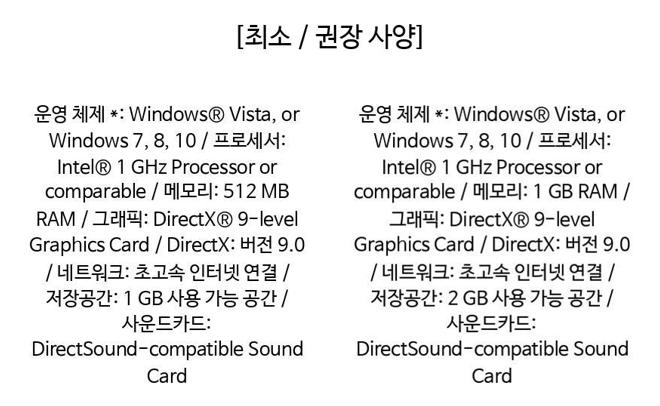 [최소 / 권장 사양]
운영 체제 *: Windows® Vista, or
Windows 7, 8, 10 / 프로세서:
Intel® 1 GHz Processor or
comparable / 메모리: 512 MB
RAM / 그래픽: DirectX® 9-level
Graphics Card / DirectX: 버전 9.0
/ 네트워크: 초고속 인터넷 연결 /
저장공간: 1 GB 사용 가능 공간 /
사운드카드:
DirectSound-compatible Sound
Card
운영 체제 *: Windows® Vista, or
Windows 7, 8, 10 / 프로세서:
Intel® 1 GHz Processor or
comparable / 메모리: 1 GB RAM /
그래픽: DirectX® 9-level
Graphics Card / DirectX: 버전 9.0
/ 네트워크: 초고속 인터넷 연결 /
저장공간: 2 GB 사용 가능 공간 /
사운드카드:
DirectSound-compatible Sound
Card